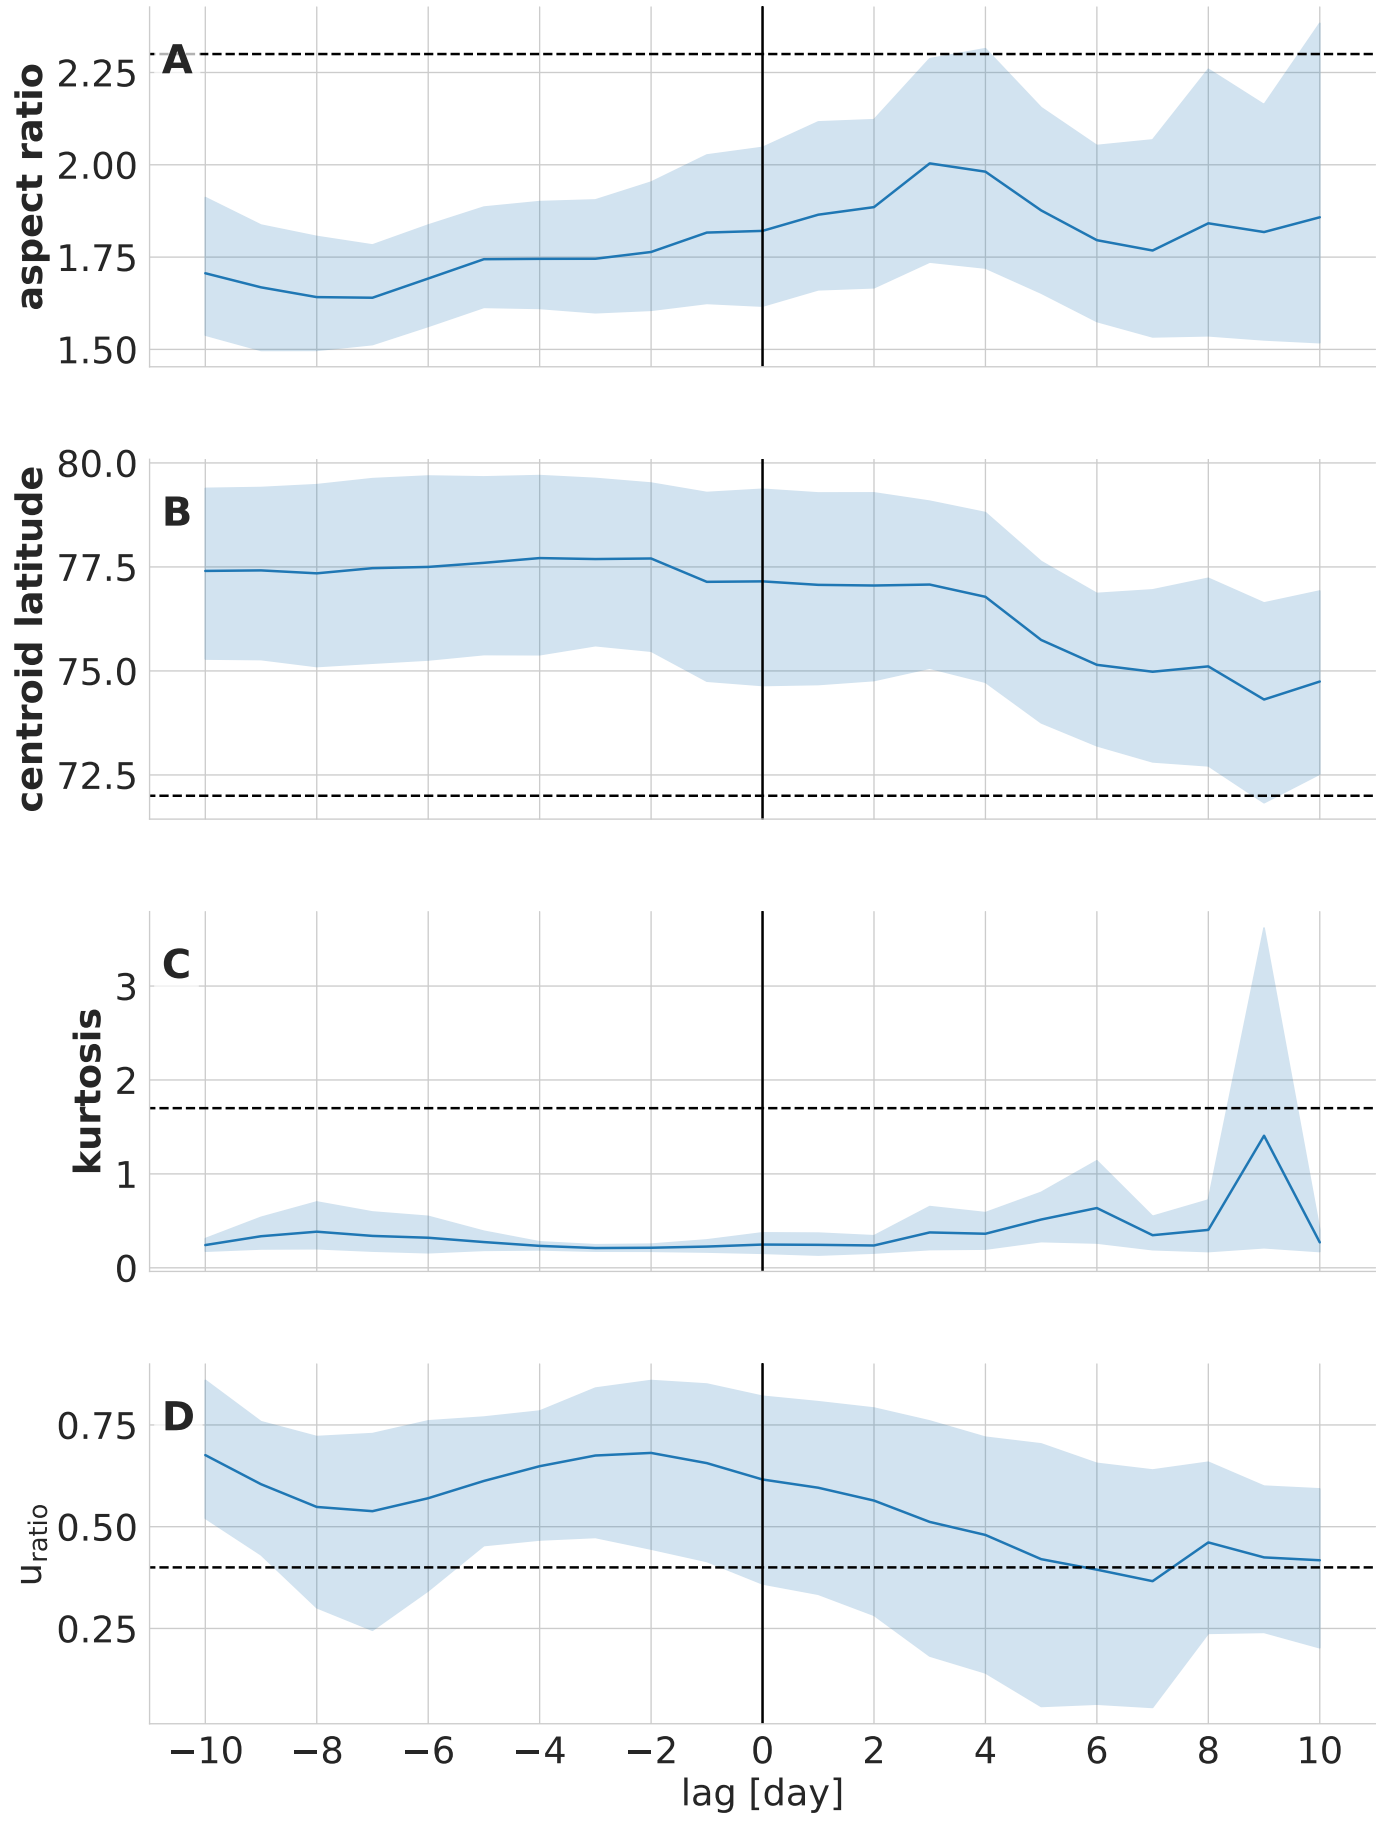 A
aspect ratio
2.25
2.00
1.75
1.50
B
centroid latitude
80.0
77.5
75.0
72.5
C
kurtosis
3
2
1
0
D
u_ratio
0.75
0.50
0.25
−10 −8 −6 −4 −2 0 2 4 6 8 10
lag [day]